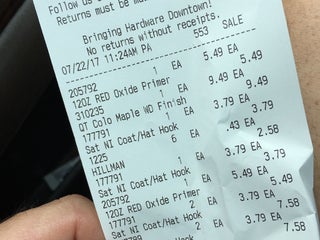 Follow us
Returns must be
Bringing Hardware Downtown!
No returns without receipts.
07/22/17 11:24AM PA 553 SALE
205792 1 EA 5.49 EA 5.49
12OZ RED Oxide Primer
310235 1 EA 9.49 EA 9.49
QT Colo Maple WD Finish
177791 1 EA 3.79 EA 3.79
Sat NI Coat/Hat Hook
1225 6 EA .43 EA 2.58
HILLMAN
177791 1 EA 3.79 EA 3.79
Sat NI Coat/Hat Hook
205792 1 EA 5.49 EA 5.49
12OZ RED Oxide Primer
177791 2 EA 3.79 EA 7.58
Sat NI Coat/Hat Hook
2 EA 7.58